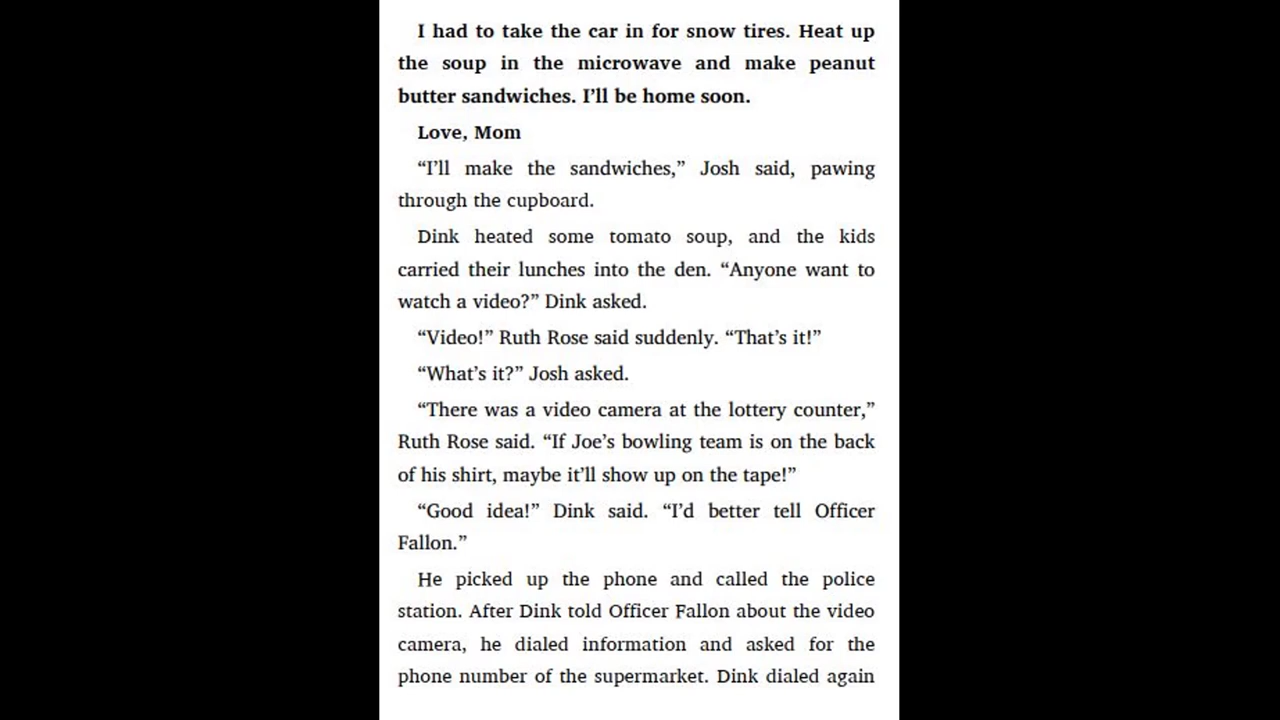 I had to take the car in for snow tires. Heat up
the soup in the microwave and make peanut
butter sandwiches. I’ll be home soon.
Love, Mom
“I’ll make the sandwiches,” Josh said, pawing
through the cupboard.
Dink heated some tomato soup, and the kids
carried their lunches into the den. “Anyone want to
watch a video?” Dink asked.
“Video!” Ruth Rose said suddenly. “That’s it!”
“What’s it?” Josh asked.
“There was a video camera at the lottery counter,”
Ruth Rose said. “If Joe’s bowling team is on the back
of his shirt, maybe it’ll show up on the tape!”
“Good idea!” Dink said. “I’d better tell Officer
Fallon.”
He picked up the phone and called the police
station. After Dink told Officer Fallon about the video
camera, he dialed information and asked for the
phone number of the supermarket. Dink dialed again